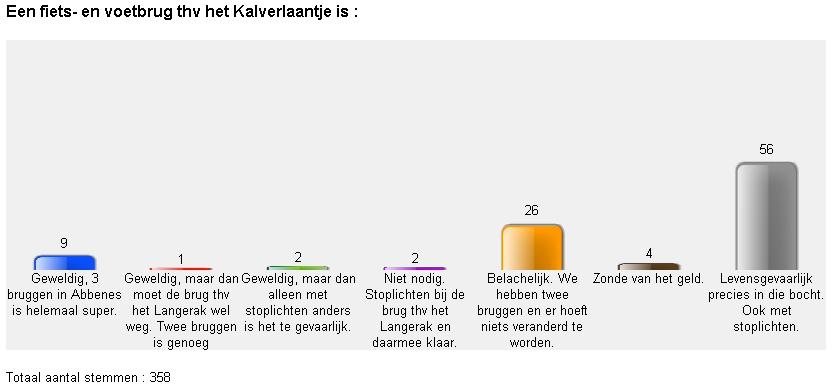 Een fiets- en voetbrug thv het Kalverlaantje is :
9
Geweldig, 3
bruggen in Abbenes
is helemaal super.
1
Geweldig, maar dan
moet de brug thv
het Langerak wel
weg. Twee bruggen
is genoeg
2
Geweldig, maar dan
alleen met
stoplichten anders
is het te gevaarlijk.
2
Niet nodig.
Stoplichten bij de
brug thv het
Langerak en
daarmee klaar.
26
Belachelijk. We
hebben twee
bruggen en er hoeft
niets veranderd te
worden.
4
Zonde van het geld.
56
Levensgevaarlijk
precies in die bocht.
Ook met
stoplichten.
Totaal aantal stemmen : 358